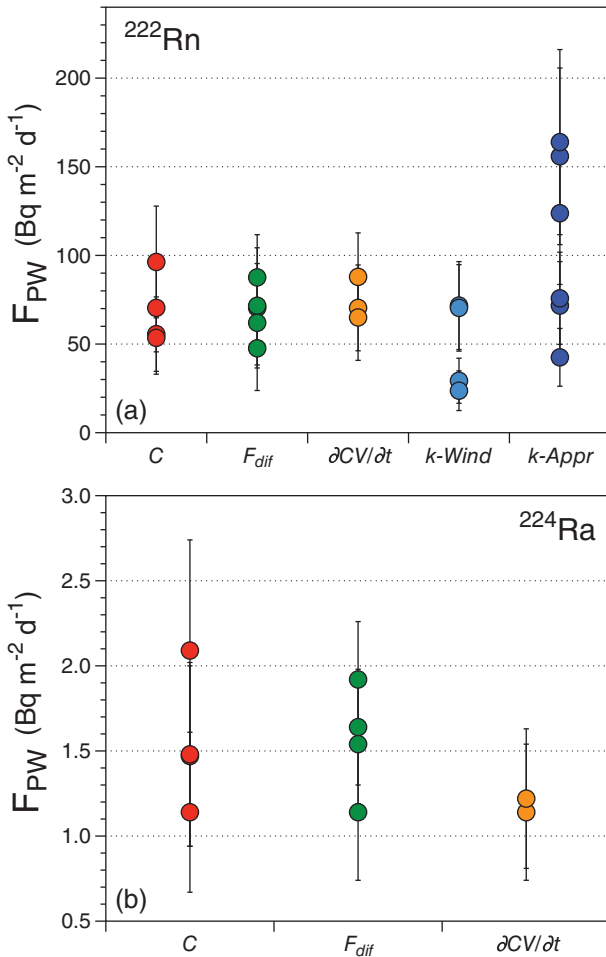 ²²²Rn
F_PW (Bq m⁻² d⁻¹)
200
150
100
50
0
(a)
C F_dif ∂CV/∂t k-Wind k-Appr
²²⁴Ra
F_PW (Bq m⁻² d⁻¹)
3.0
2.5
2.0
1.5
1.0
0.5
(b)
C F_dif ∂CV/∂t